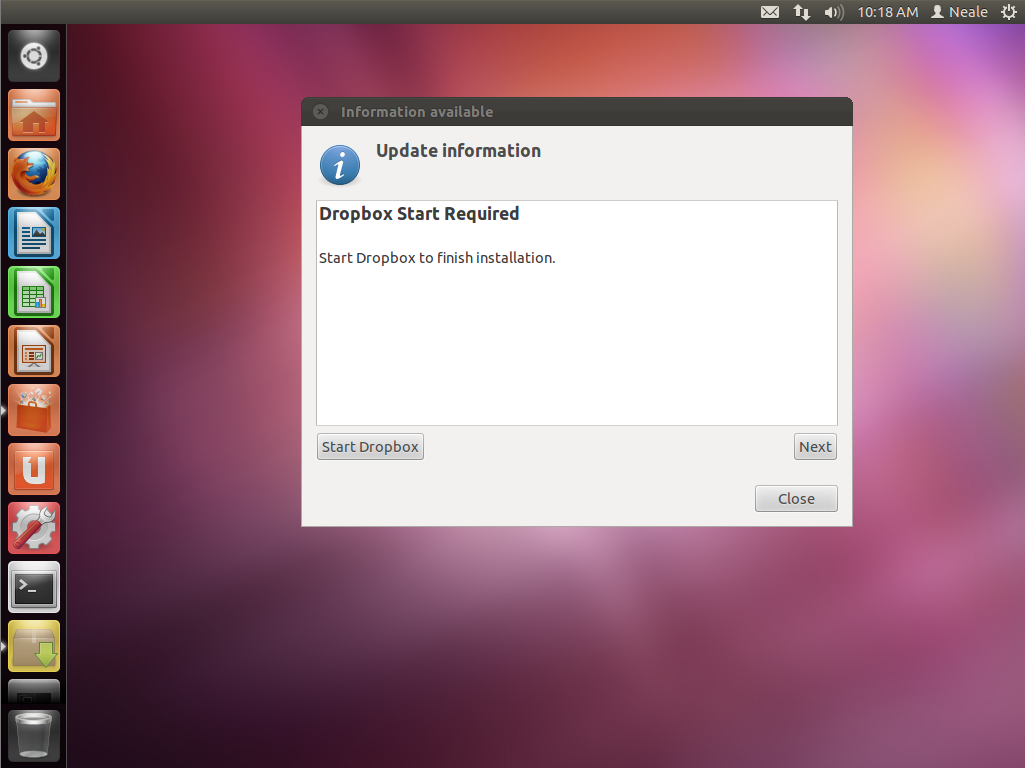 10:18 AM Neale
Information available
Update information
Dropbox Start Required
Start Dropbox to finish installation.
Start Dropbox Next
Close